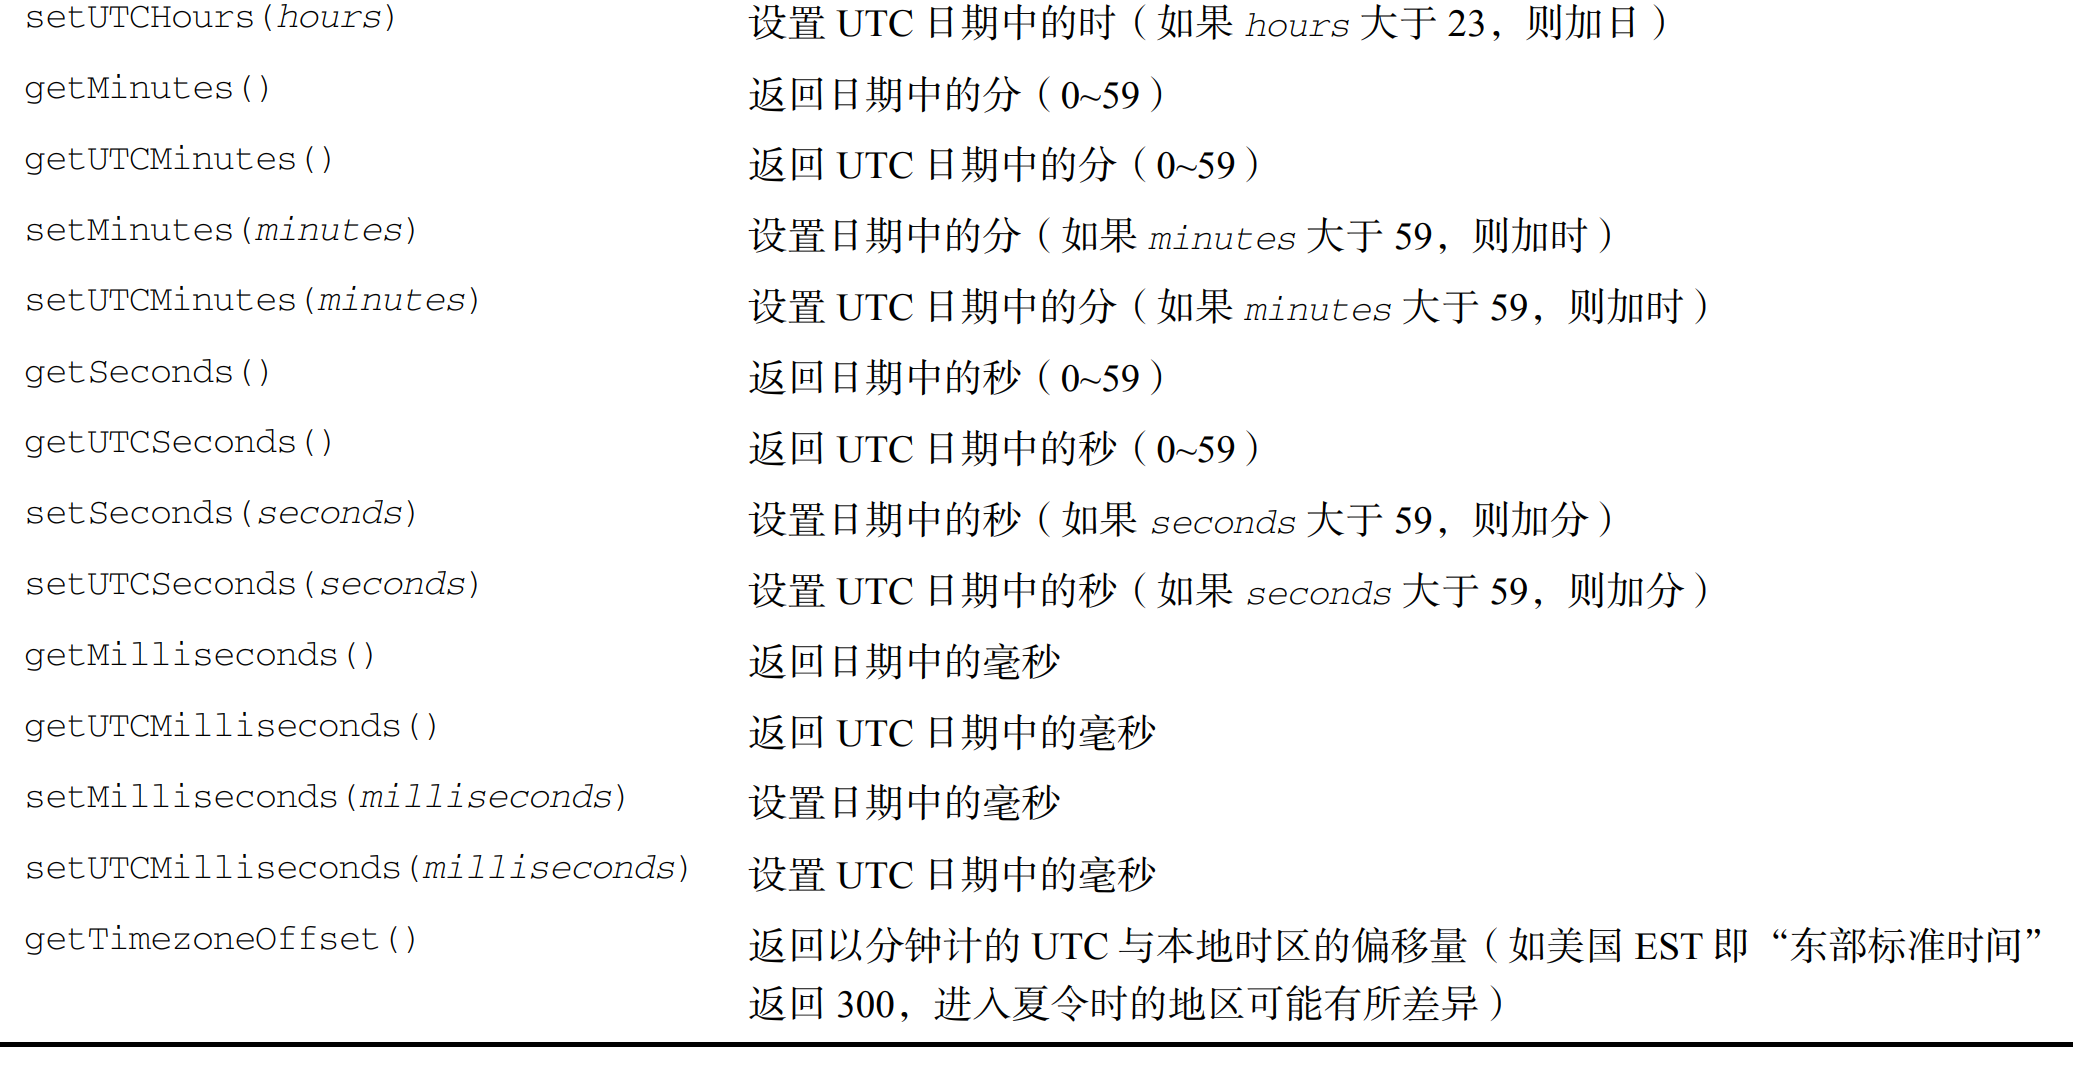 setUTCHours(hours) 设置 UTC 日期中的时（如果 hours 大于 23，则加日）
getMinutes() 返回日期中的分（0~59）
getUTCMinutes() 返回 UTC 日期中的分（0~59）
setMinutes(minutes) 设置日期中的分（如果 minutes 大于 59，则加时）
setUTCMinutes(minutes) 设置 UTC 日期中的分（如果 minutes 大于 59，则加时）
getSeconds() 返回日期中的秒（0~59）
getUTCSeconds() 返回 UTC 日期中的秒（0~59）
setSeconds(seconds) 设置日期中的秒（如果 seconds 大于 59，则加分）
setUTCSeconds(seconds) 设置 UTC 日期中的秒（如果 seconds 大于 59，则加分）
getMilliseconds() 返回日期中的毫秒
getUTCMilliseconds() 返回 UTC 日期中的毫秒
setMilliseconds(milliseconds) 设置日期中的毫秒
setUTCMilliseconds(milliseconds) 设置 UTC 日期中的毫秒
getTimezoneOffset() 返回以分钟计的 UTC 与本地时区的偏移量（如美国 EST 即“东部标准时间”
返回 300，进入夏令时的地区可能有所差异）